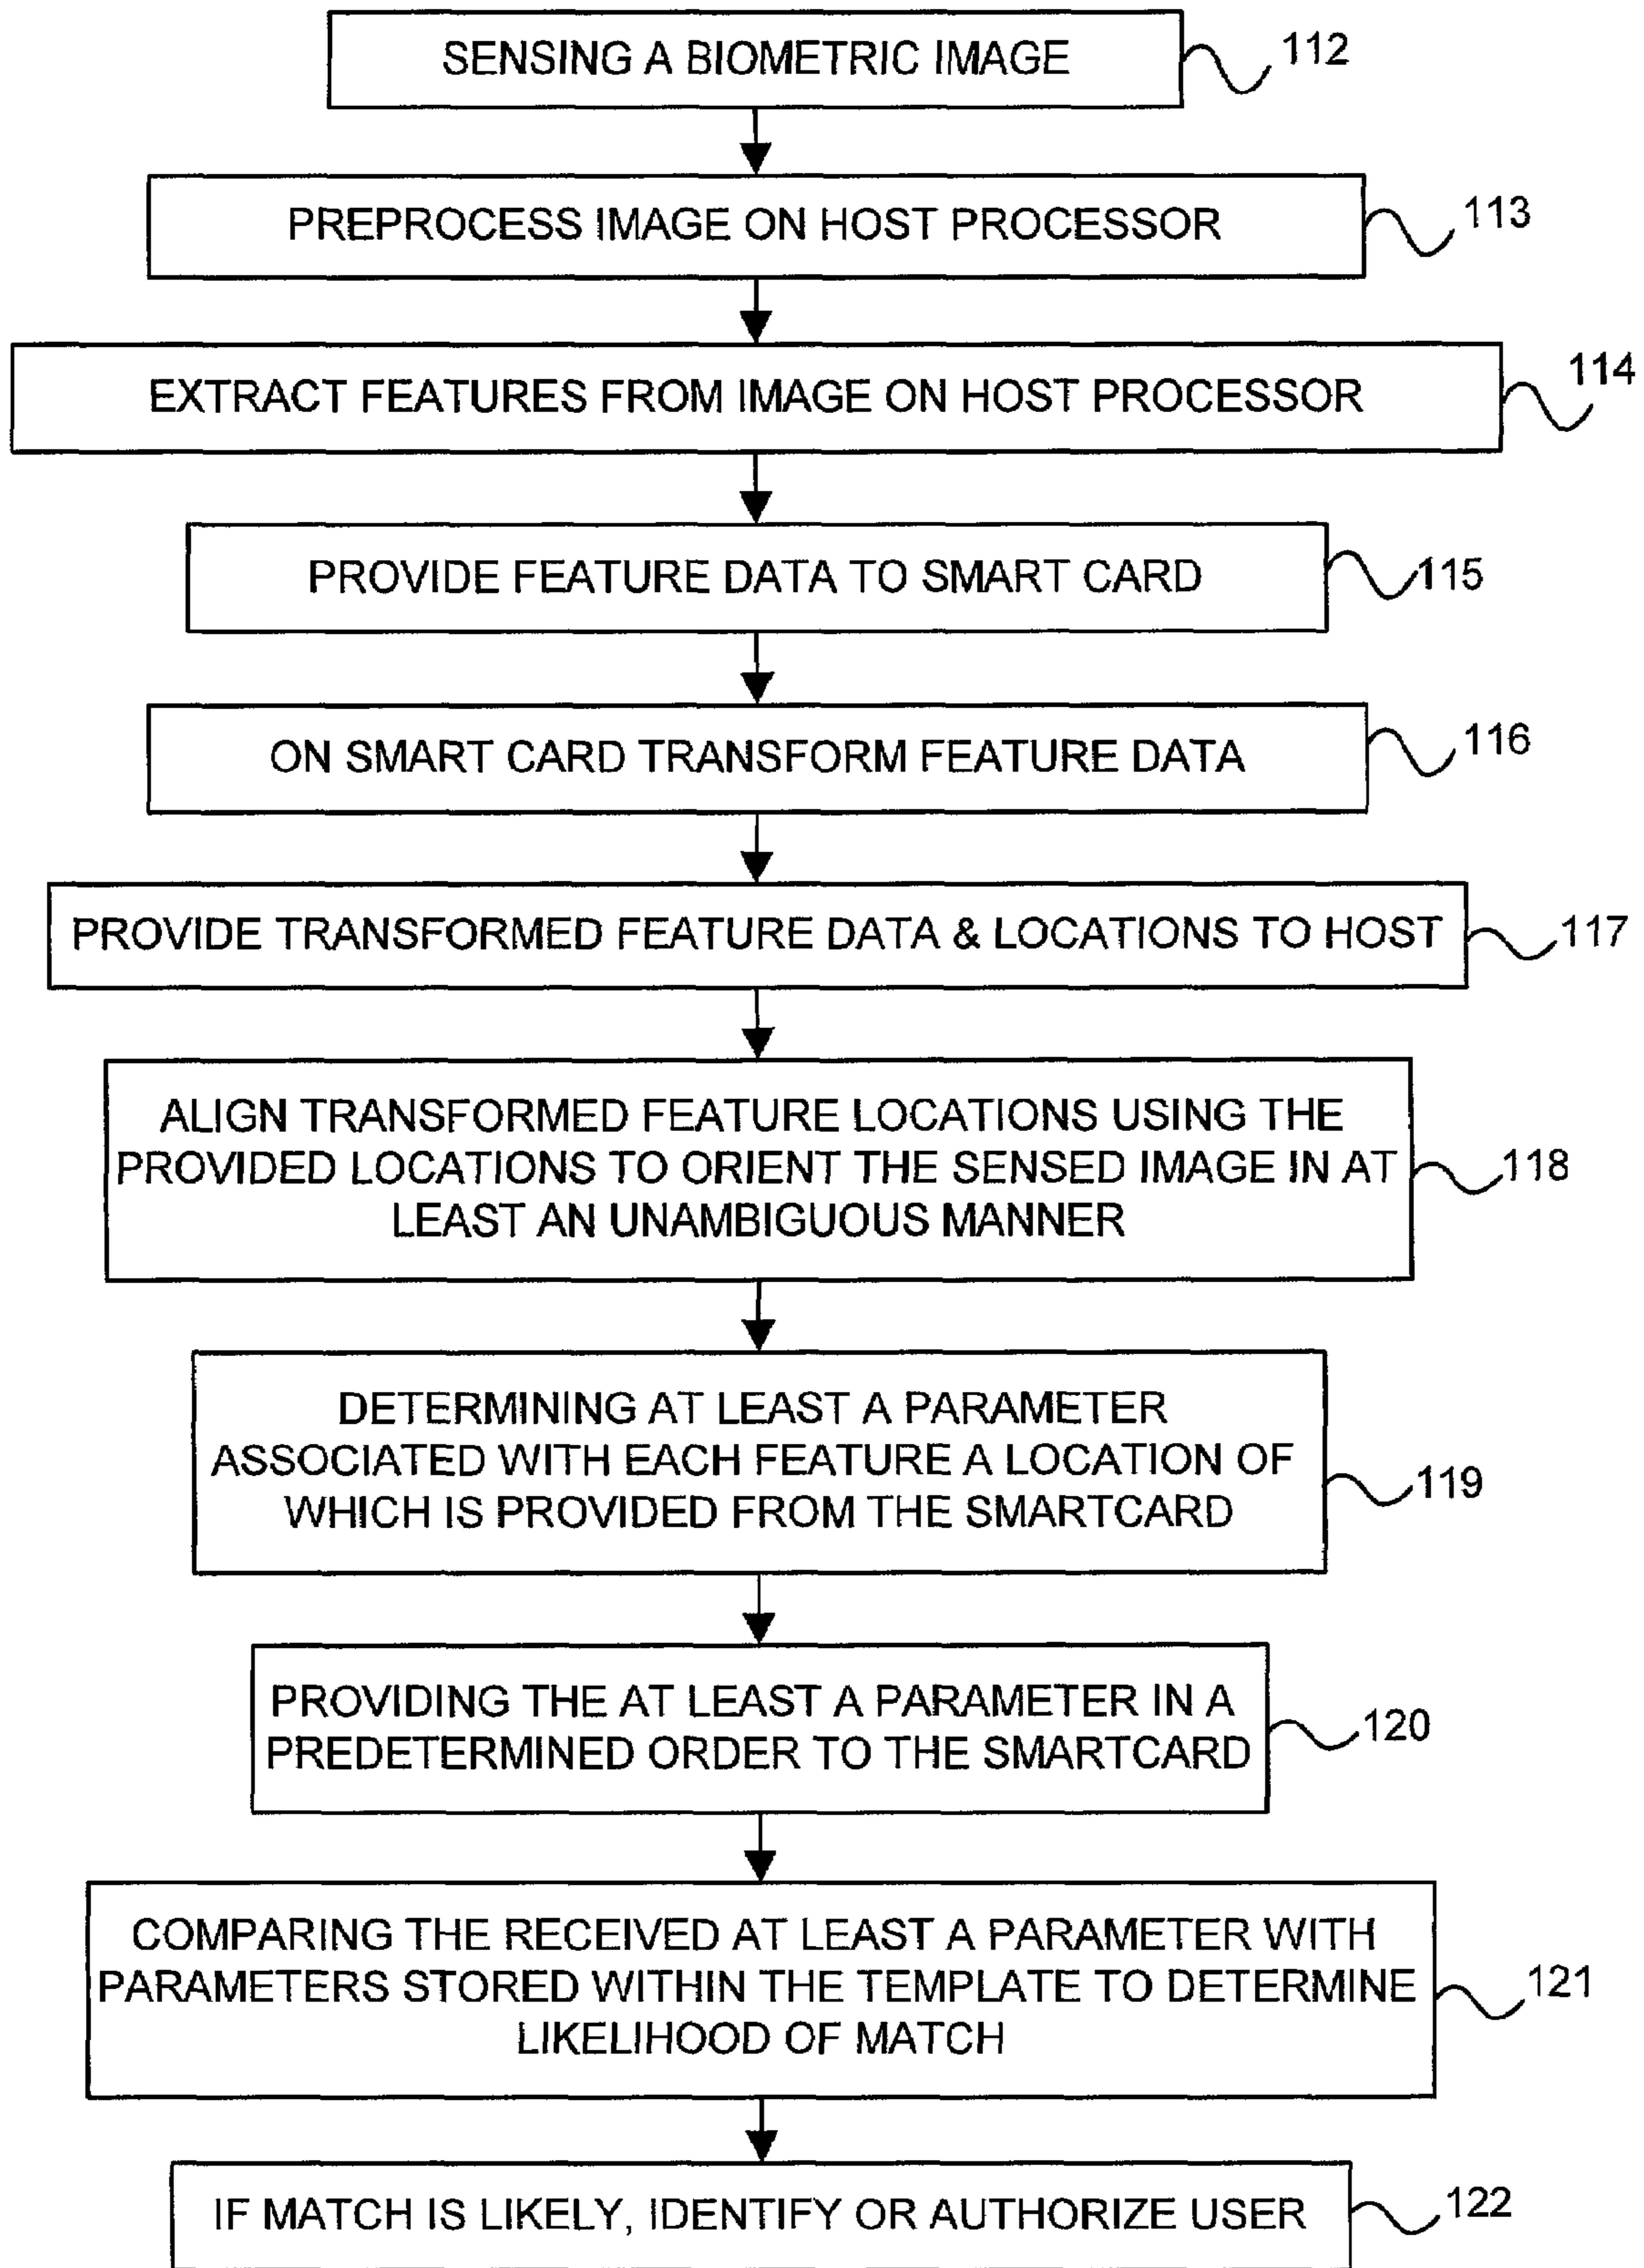 SENSING A BIOMETRIC IMAGE
112
PREPROCESS IMAGE ON HOST PROCESSOR
113
EXTRACT FEATURES FROM IMAGE ON HOST PROCESSOR
114
PROVIDE FEATURE DATA TO SMART CARD
115
ON SMART CARD TRANSFORM FEATURE DATA
116
PROVIDE TRANSFORMED FEATURE DATA & LOCATIONS TO HOST
117
ALIGN TRANSFORMED FEATURE LOCATIONS USING THE
PROVIDED LOCATIONS TO ORIENT THE SENSED IMAGE IN AT
LEAST AN UNAMBIGUOUS MANNER
118
DETERMINING AT LEAST A PARAMETER
ASSOCIATED WITH EACH FEATURE A LOCATION OF
WHICH IS PROVIDED FROM THE SMARTCARD
119
PROVIDING THE AT LEAST A PARAMETER IN A
PREDETERMINED ORDER TO THE SMARTCARD
120
COMPARING THE RECEIVED AT LEAST A PARAMETER WITH
PARAMETERS STORED WITHIN THE TEMPLATE TO DETERMINE
LIKELIHOOD OF MATCH
121
IF MATCH IS LIKELY, IDENTIFY OR AUTHORIZE USER
122